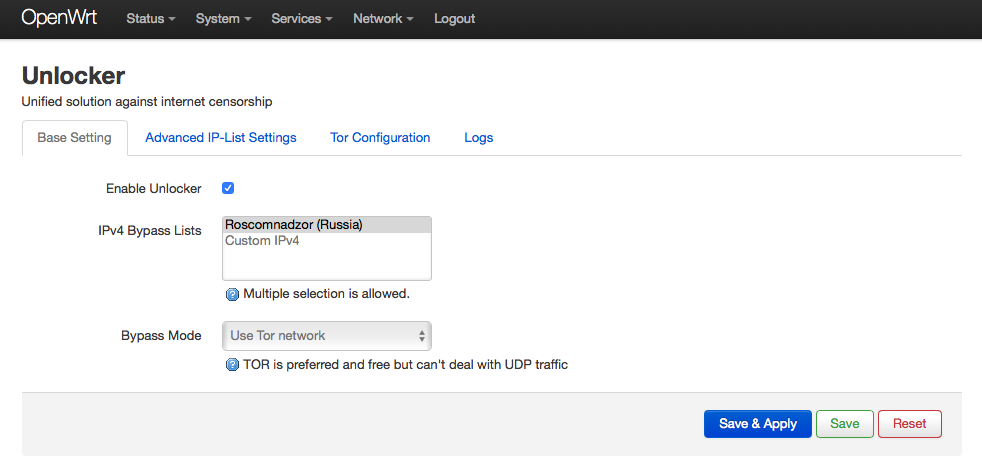 OpenWrt Status System Services Network Logout
Unlocker
Unified solution against internet censorship
Base Setting Advanced IP-List Settings Tor Configuration Logs
Enable Unlocker
IPv4 Bypass Lists Roscomnadzor (Russia)
Custom IPv4
Multiple selection is allowed.
Bypass Mode Use Tor network
TOR is preferred and free but can't deal with UDP traffic
Save & Apply Save Reset